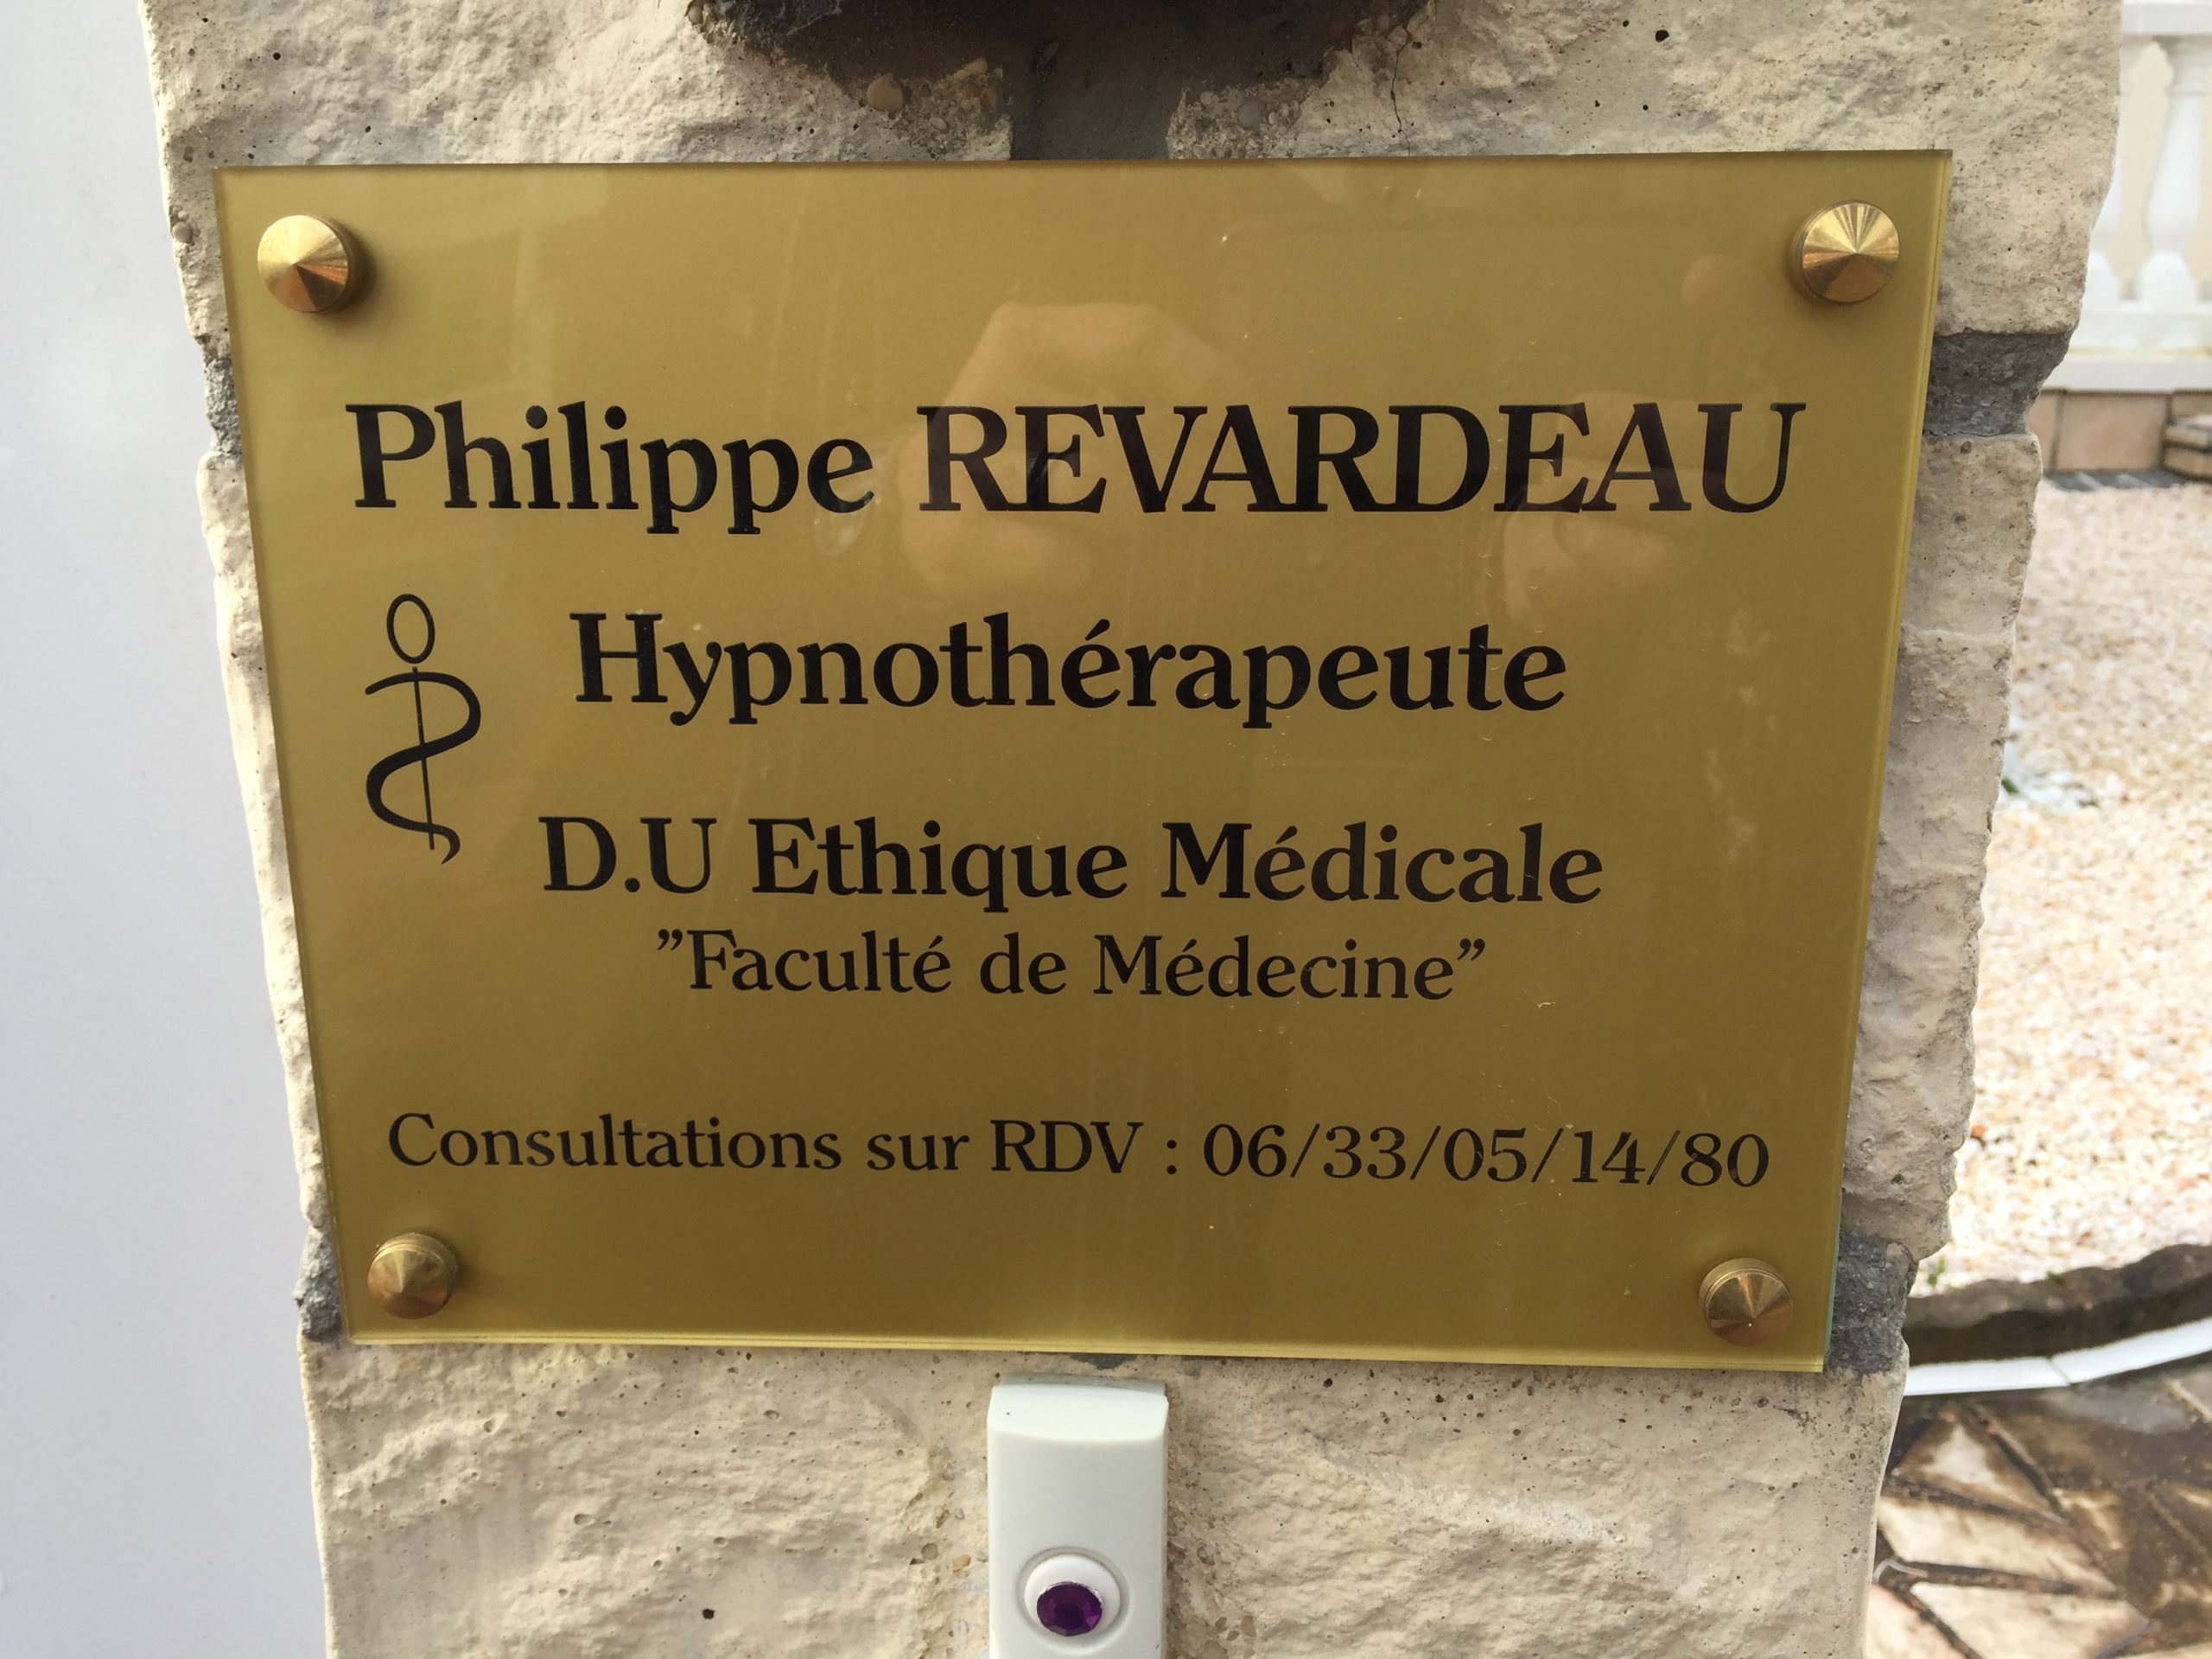 Philippe REVARDEAU
Hypnothérapeute
D.U Ethique Médicale
”Faculté de Médecine”
Consultations sur RDV : 06/33/05/14/80